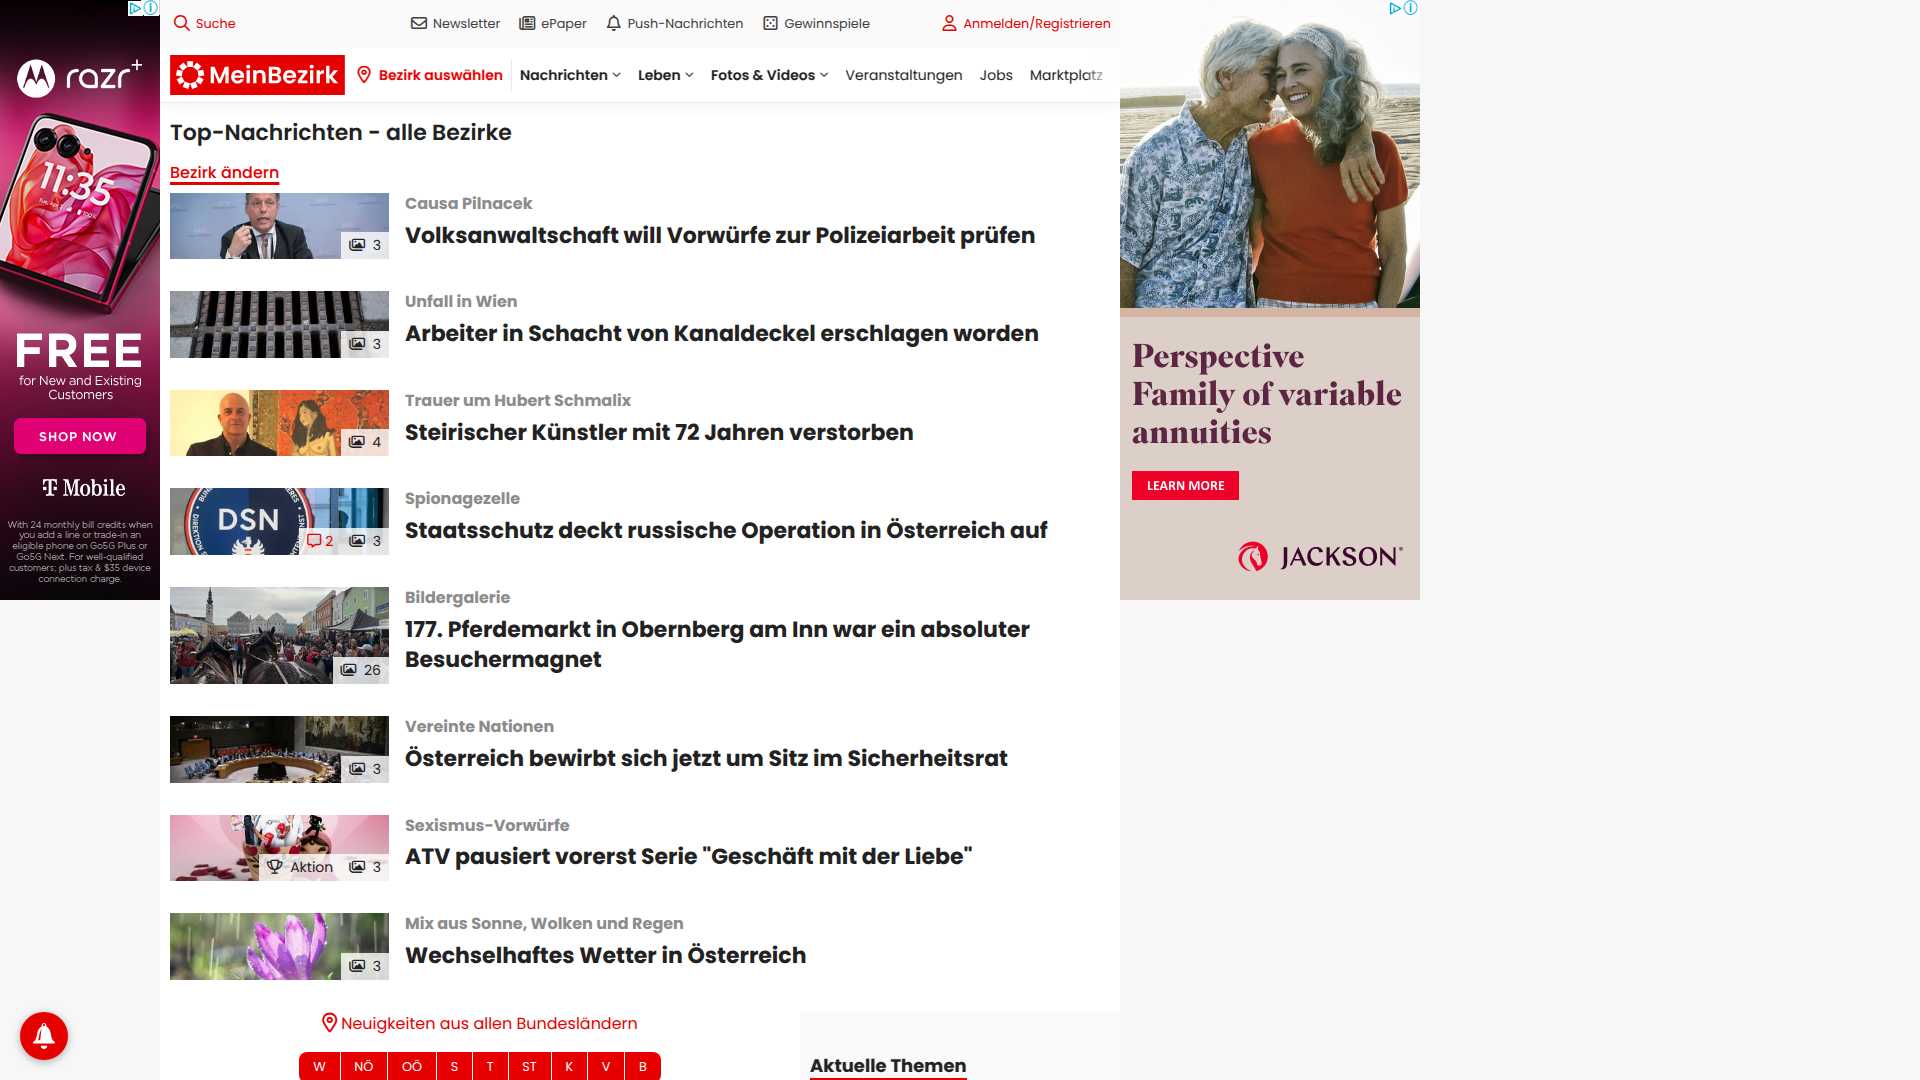 Suche
Newsletter
ePaper
Push-Nachrichten
Gewinnspiele
Anmelden/Registrieren
MeinBezirk
Bezirk auswählen
Nachrichten
Leben
Fotos & Videos
Veranstaltungen
Jobs
Marktplatz
razr+
11:35
FREE
for New and Existing
Customers
SHOP NOW
T Mobile
With 24 monthly bill credits when
you add a line or trade-in an
eligible phone on Go5G Plus or
Go5G Next. For well-qualified
customers; plus tax & $35 device
connection charge.
Top-Nachrichten - alle Bezirke
Bezirk ändern
3
Causa Pilnacek
Volksanwaltschaft will Vorwürfe zur Polizeiarbeit prüfen
3
Unfall in Wien
Arbeiter in Schacht von Kanaldeckel erschlagen worden
4
Trauer um Hubert Schmalix
Steirischer Künstler mit 72 Jahren verstorben
DSN
2 3
Spionagezelle
Staatsschutz deckt russische Operation in Österreich auf
26
Bildergalerie
177. Pferdemarkt in Obernberg am Inn war ein absoluter
Besuchermagnet
3
Vereinte Nationen
Österreich bewirbt sich jetzt um Sitz im Sicherheitsrat
Aktion 3
Sexismus-Vorwürfe
ATV pausiert vorerst Serie "Geschäft mit der Liebe"
3
Mix aus Sonne, Wolken und Regen
Wechselhaftes Wetter in Österreich
Neuigkeiten aus allen Bundesländern
W NÖ OÖ S T ST K V B
Aktuelle Themen
Perspective
Family of variable
annuities
LEARN MORE
JACKSON®